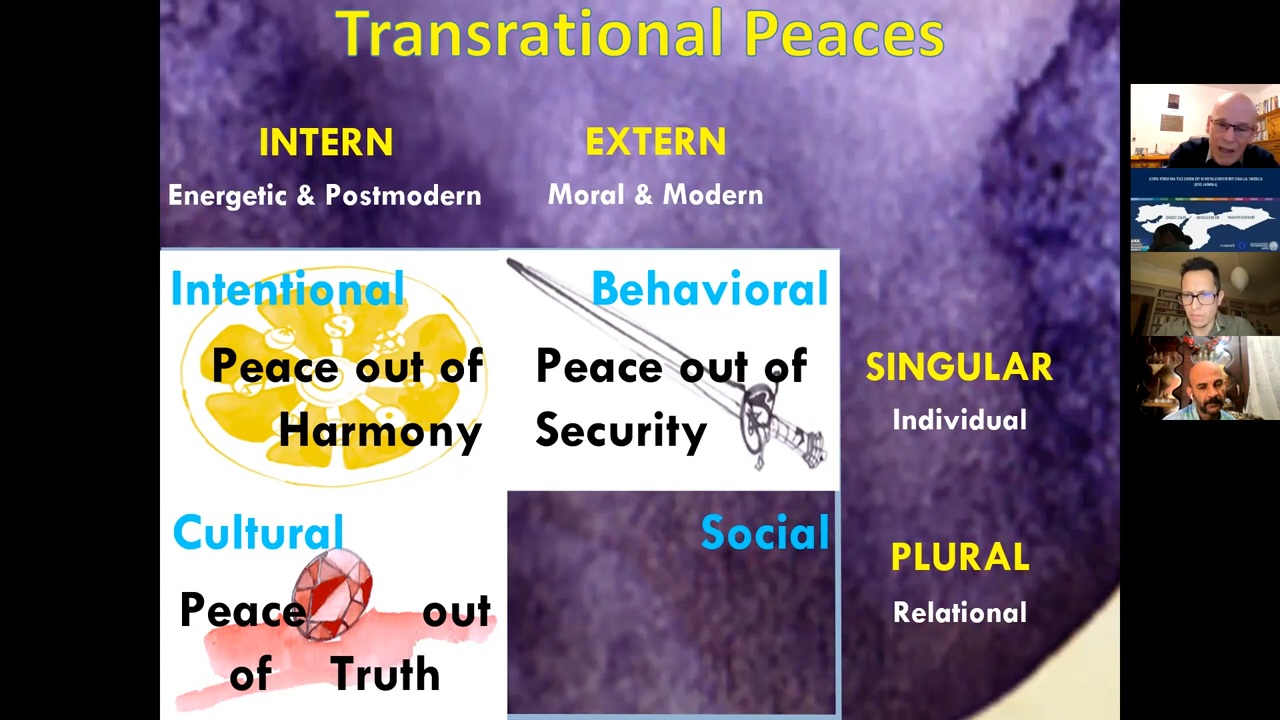 Transrational Peaces
INTERN
EXTERN
Energetic & Postmodern
Moral & Modern
Intentional
Behavioral
Peace out of
Harmony
Peace out of
Security
SINGULAR
Individual
Cultural
Social
Peace out
of Truth
PLURAL
Relational